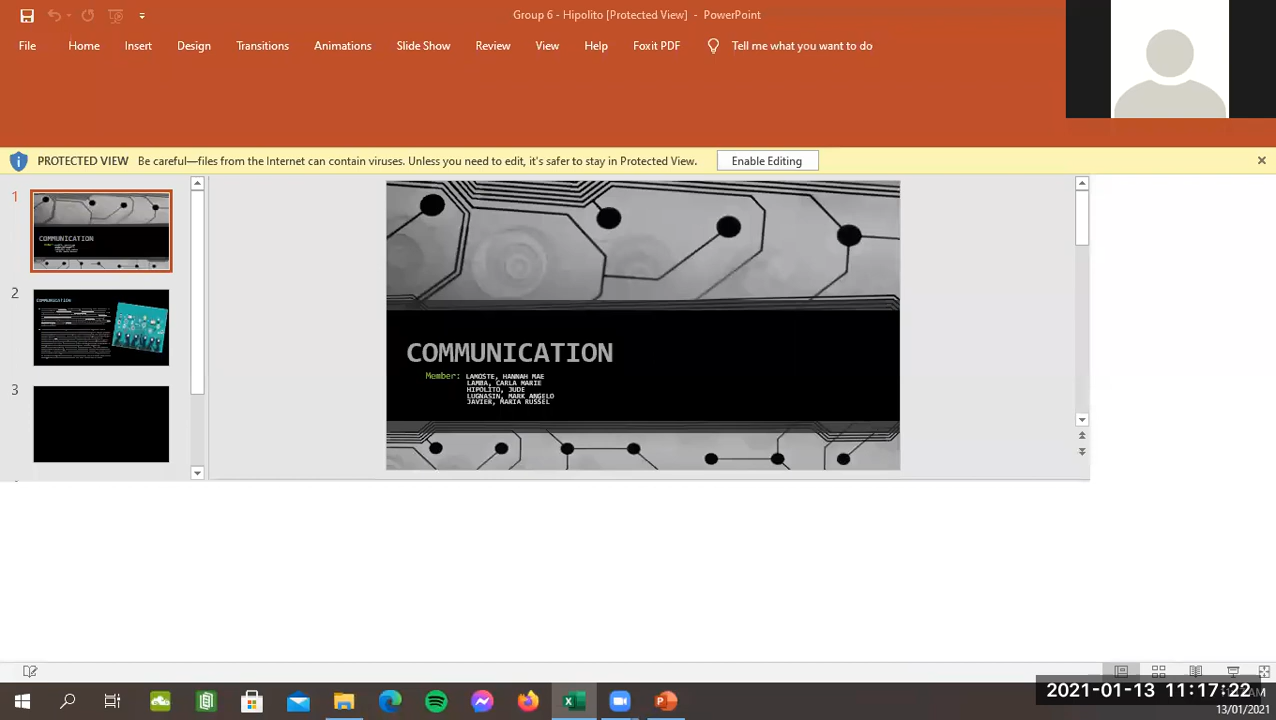 Group 6 - Hipolito [Protected View] - PowerPoint
File Home Insert Design Transitions Animations Slide Show Review View Help Foxit PDF Tell me what you want to do
PROTECTED VIEW Be careful—files from the Internet can contain viruses. Unless you need to edit, it's safer to stay in Protected View. Enable Editing
1
COMMUNICATION
2
COMMUNICATION
3
COMMUNICATION
Member: LAMOSTE, HANNAH MAE
LAMBA, CARLA MARIE
HIPOLITO, JUDE
LUGNASIN, MARK ANGELO
JAVIER, MARIA RUSSEL
2021-01-13 11:17:22
13/01/2021